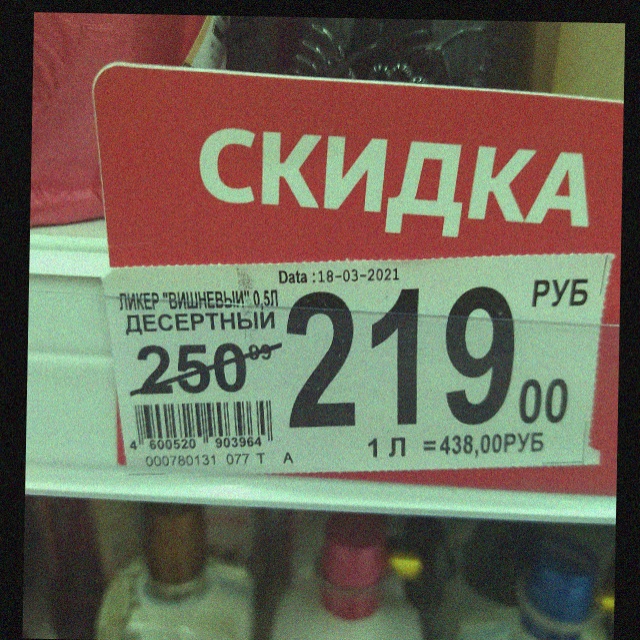 СКИДКА
Data :18-03-2021
ЛИКЕР "ВИШНЕВЫЙ" 0,5Л
ДЕСЕРТНЫЙ
250 89
219 00
РУБ
1 Л =438,00РУБ
4 600520 903964
000780131 077 Т А